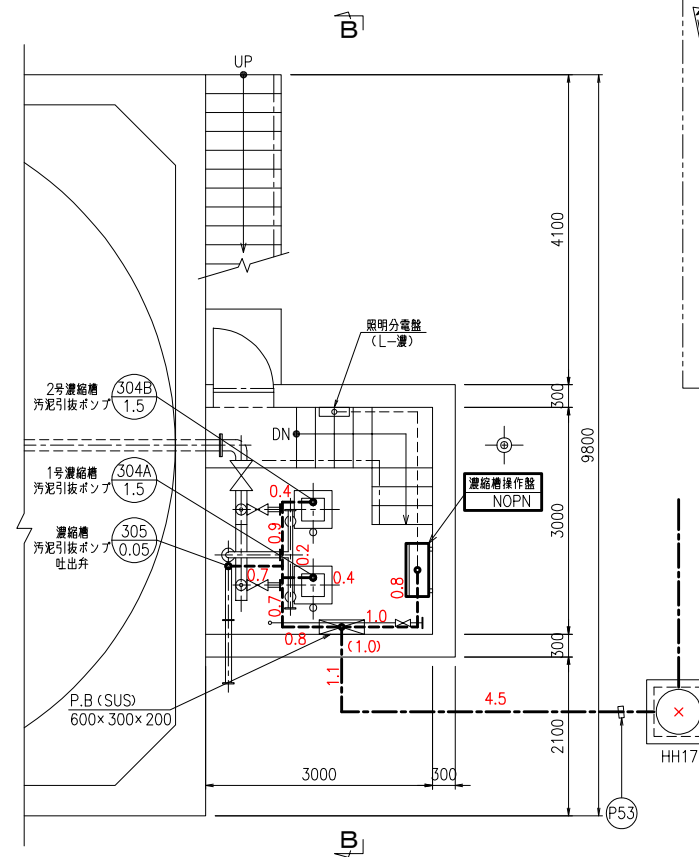 B
UP
4100
9800
照明分電盤
(L-濃)
2号濃縮槽
汚泥引抜ポンプ
304B
1.5
300
DN
1号濃縮槽
汚泥引抜ポンプ
304A
1.5
濃縮槽操作盤
NOPN
0.4
3000
濃縮槽
汚泥引抜ポンプ
吐出弁
305
0.05
0.9
0.2
0.7
0.4
0.8
0.7
1.0
0.8
(1.0)
300
1.1
P.B(SUS)
600×300×200
4.5
2100
HH17
3000
300
P53
B